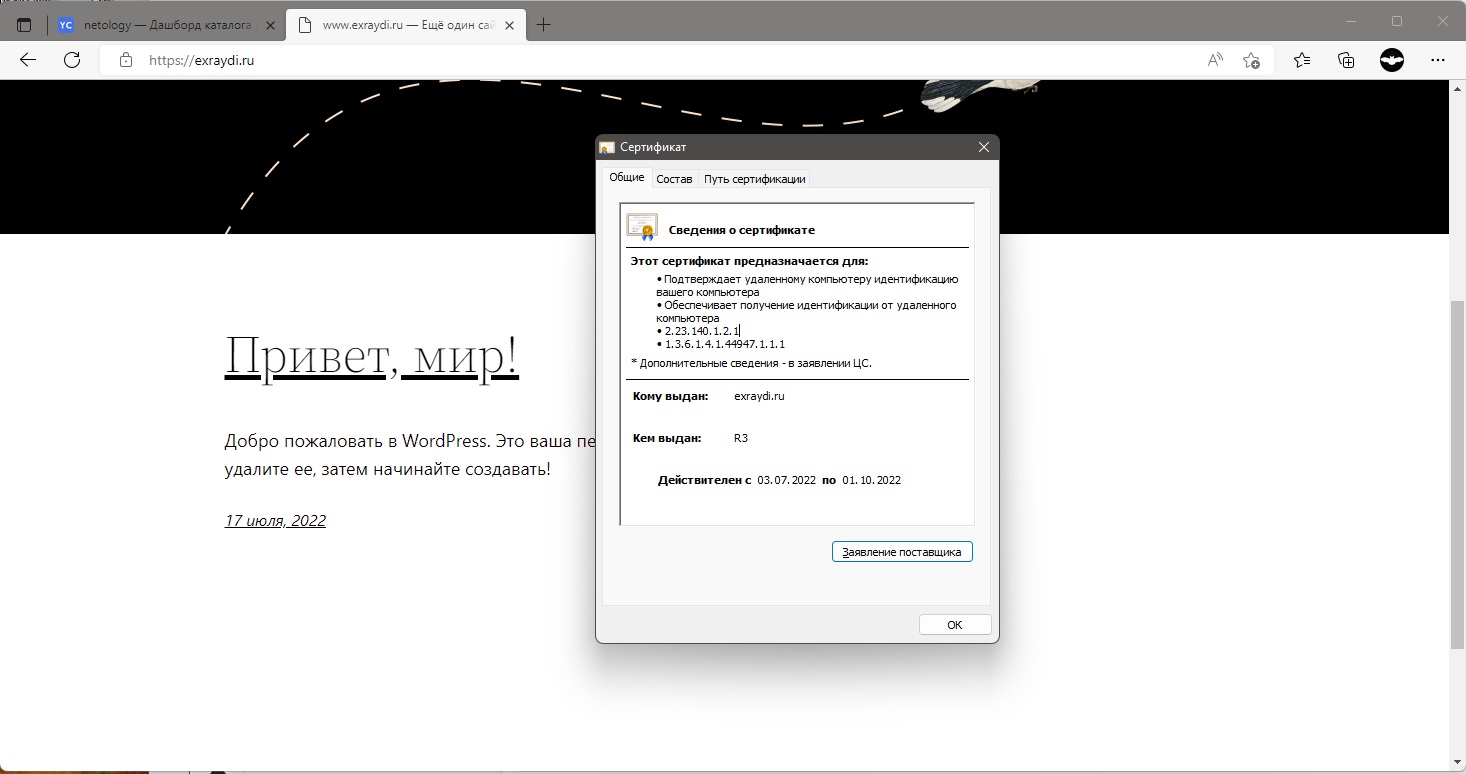 netology — Дашборд каталога
www.exraydi.ru — Ещё один сай
https://exraydi.ru
Сертификат
Общие
Состав
Путь сертификации
Сведения о сертификате
Этот сертификат предназначается для:
• Подтверждает удаленному компьютеру идентификацию
вашего компьютера
• Обеспечивает получение идентификации от удаленного
компьютера
• 2.23.140.1.2.1
• 1.3.6.1.4.1.44947.1.1.1
* Дополнительные сведения - в заявлении ЦС.
Кому выдан: exraydi.ru
Кем выдан: R3
Действителен с 03.07.2022 по 01.10.2022
Заявление поставщика
ОК
Привет, мир!
Добро пожаловать в WordPress. Это ваша пе
удалите ее, затем начинайте создавать!
17 июля, 2022